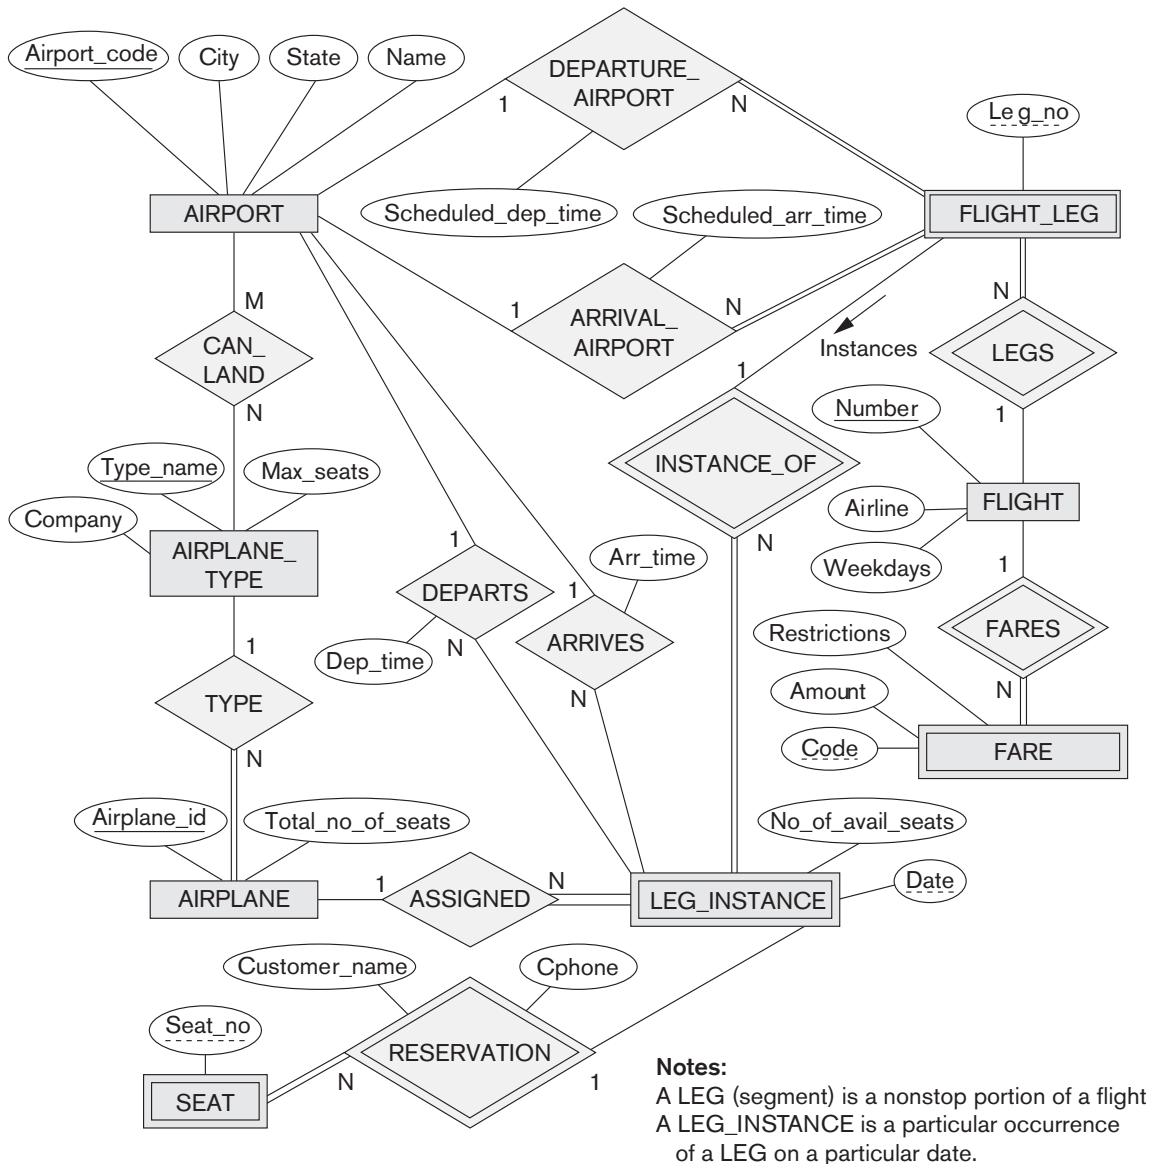 Airport_code
City
State
Name
DEPARTURE_
AIRPORT
1
N
Leg_no
AIRPORT
Scheduled_dep_time
Scheduled_arr_time
FLIGHT_LEG
M
1
ARRIVAL_
AIRPORT
N
N
Instances
CAN_
LAND
LEGS
1
N
1
Number
Type_name
Max_seats
INSTANCE_OF
Company
Airline
FLIGHT
AIRPLANE_
TYPE
1
N
Arr_time
Weekdays
1
DEPARTS
1
Restrictions
FARES
1
N
Dep_time
ARRIVES
TYPE
N
Amount
N
N
Code
FARE
Airplane_id
Total_no_of_seats
No_of_avail_seats
1
N
Date
AIRPLANE
ASSIGNED
LEG_INSTANCE
Customer_name
Cphone
Seat_no
RESERVATION
N
1
SEAT
Notes:
A LEG (segment) is a nonstop portion of a flight
A LEG_INSTANCE is a particular occurrence
of a LEG on a particular date.